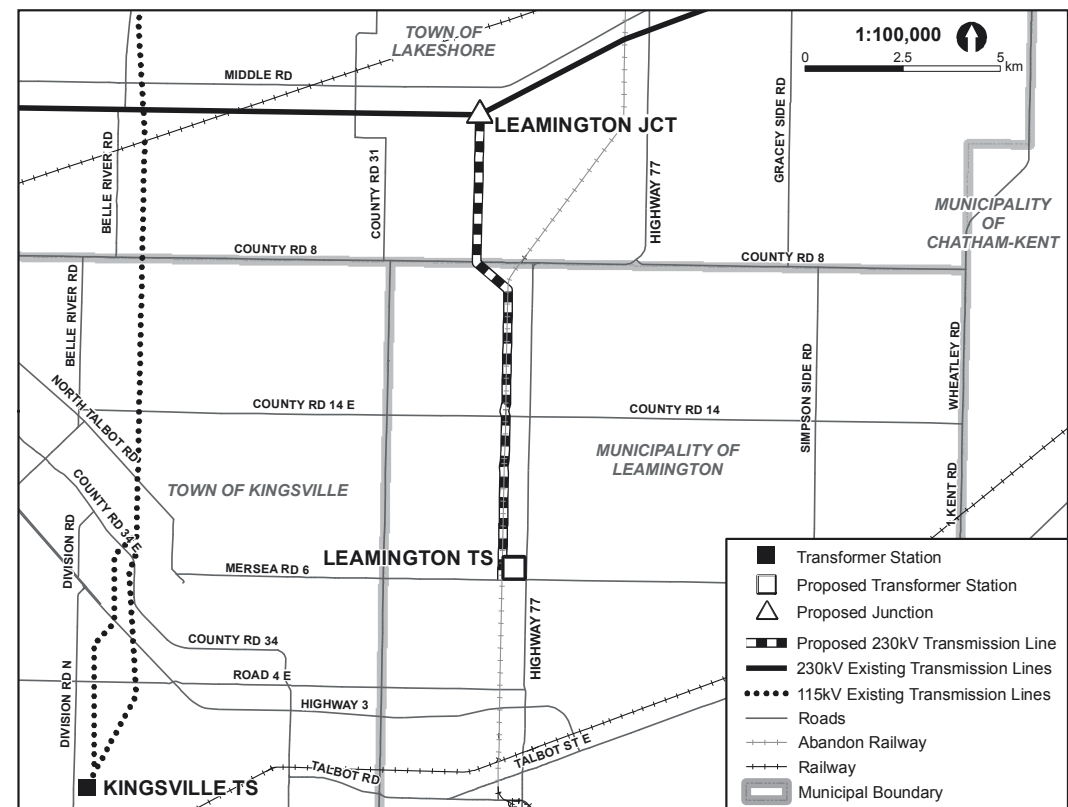 TOWN OF
LAKESHORE
1:100,000
0 2.5 5
km
MIDDLE RD
LEAMINGTON JCT
BELLE RIVER RD
COUNTY RD 31
HIGHWAY 77
GRACEY SIDE RD
MUNICIPALITY
OF
CHATHAM-KENT
COUNTY RD 8
COUNTY RD 8
BELLE RIVER RD
WHEATLEY RD
SIMPSON SIDE RD
NORTH TALBOT RD
COUNTY RD 14 E
COUNTY RD 14
MUNICIPALITY OF
LEAMINGTON
TOWN OF KINGSVILLE
COUNTY RD 34 E
KENT RD
DIVISION RD
LEAMINGTON TS
MERSEA RD 6
COUNTY RD 34
HIGHWAY 77
ROAD 4 E
DIVISION RD N
HIGHWAY 3
TALBOT ST E
TALBOT RD
KINGSVILLE TS
Transformer Station
Proposed Transformer Station
Proposed Junction
Proposed 230kV Transmission Line
230kV Existing Transmission Lines
115kV Existing Transmission Lines
Roads
Abandon Railway
Railway
Municipal Boundary